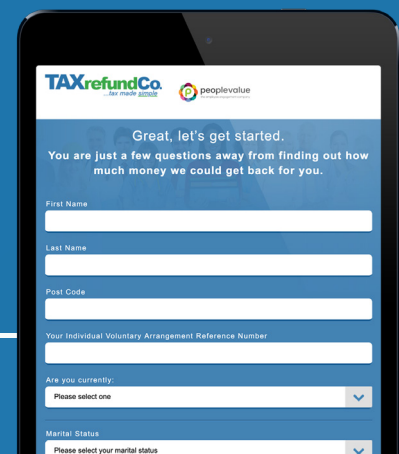 TAXrefundCo.
...tax made simple
peoplevalue
Great, let's get started.
You are just a few questions away from finding out how
much money we could get back for you.
First Name
Last Name
Post Code
Your Individual Voluntary Arrangement Reference Number
Are you currently:
Please select one
Marital Status
Please select your marital status